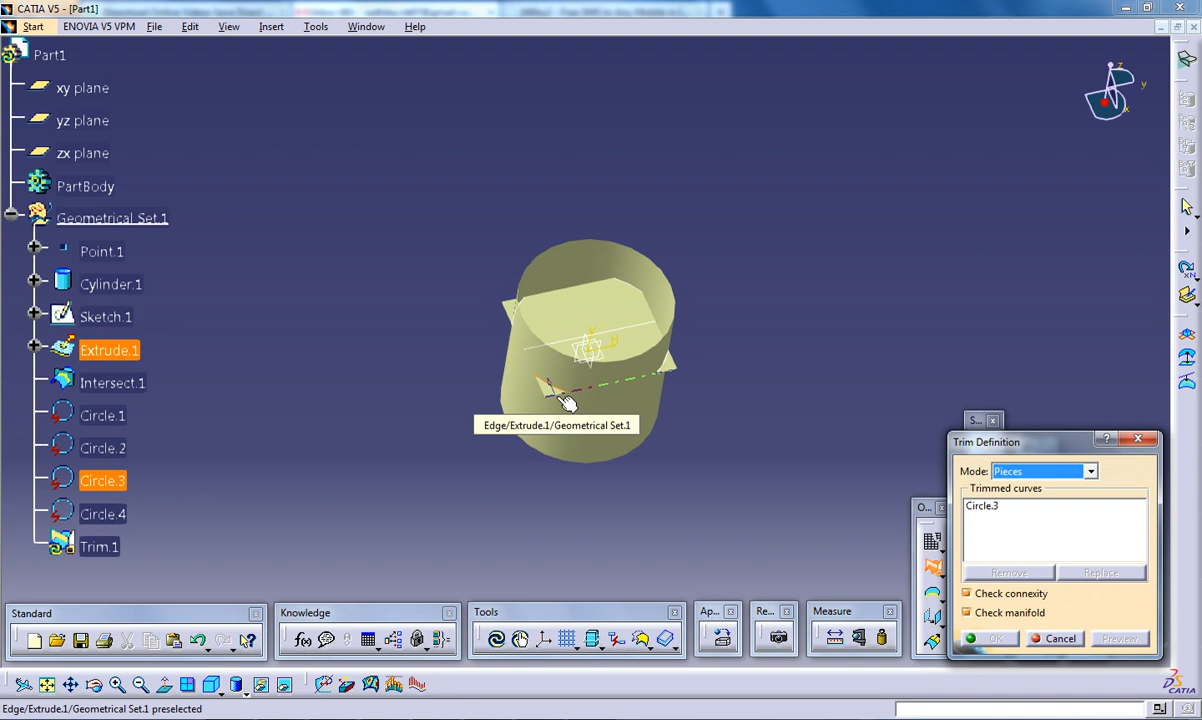 CATIA V5 - [Part1]
Start ENOVIA V5 VPM File Edit View Insert Tools Window Help
Part1
xy plane
yz plane
zx plane
PartBody
Geometrical Set.1
Point.1
Cylinder.1
Sketch.1
Extrude.1
Intersect.1
Circle.1
Circle.2
Circle.3
Circle.4
Trim.1
z
y
x
Edge/Extrude.1/Geometrical Set.1
S...
Trim Definition
Mode: Pieces
Trimmed curves
Circle.3
Remove Replace
Check connexity
Check manifold
OK Cancel Preview
O...
Standard
Knowledge
Tools
Ap...
Re...
Measure
f(x)
CATIA
Edge/Extrude.1/Geometrical Set.1 preselected